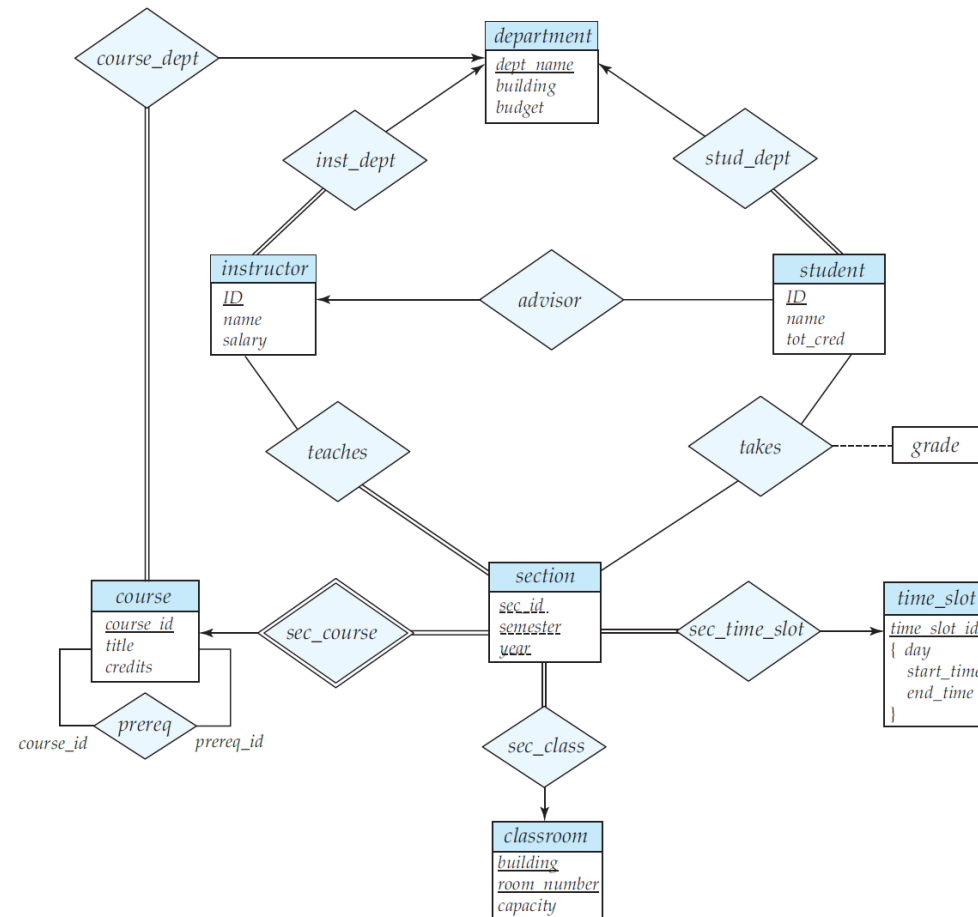 department
course_dept
dept_name
building
budget
inst_dept
stud_dept
instructor
ID
name
salary
advisor
student
ID
name
tot_cred
teaches
takes
grade
section
sec_id
semester
year
course
course_id
title
credits
sec_course
sec_time_slot
time_slot
time_slot_id
{ day
start_time
end_time
}
prereq
course_id
prereq_id
sec_class
classroom
building
room_number
capacity